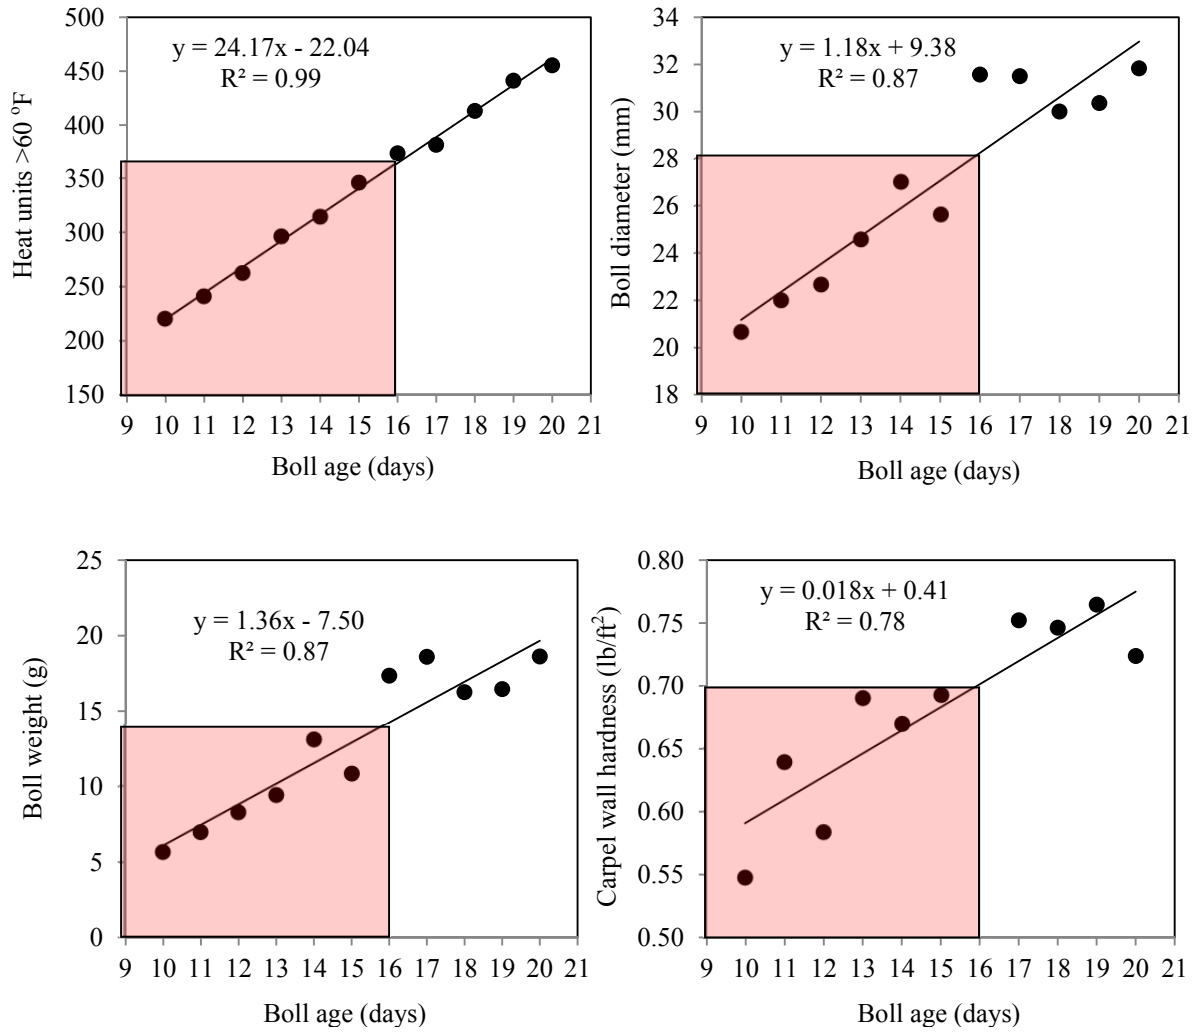 y = 24.17x - 22.04
R² = 0.99
Heat units >60 °F
500
450
400
350
300
250
200
150
9 10 11 12 13 14 15 16 17 18 19 20 21
Boll age (days)
y = 1.18x + 9.38
R² = 0.87
Boll diameter (mm)
34
32
30
28
26
24
22
20
18
9 10 11 12 13 14 15 16 17 18 19 20 21
Boll age (days)
y = 1.36x - 7.50
R² = 0.87
Boll weight (g)
25
20
15
10
5
0
9 10 11 12 13 14 15 16 17 18 19 20 21
Boll age (days)
y = 0.018x + 0.41
R² = 0.78
Carpel wall hardness (lb/ft²)
0.80
0.75
0.70
0.65
0.60
0.55
0.50
9 10 11 12 13 14 15 16 17 18 19 20 21
Boll age (days)